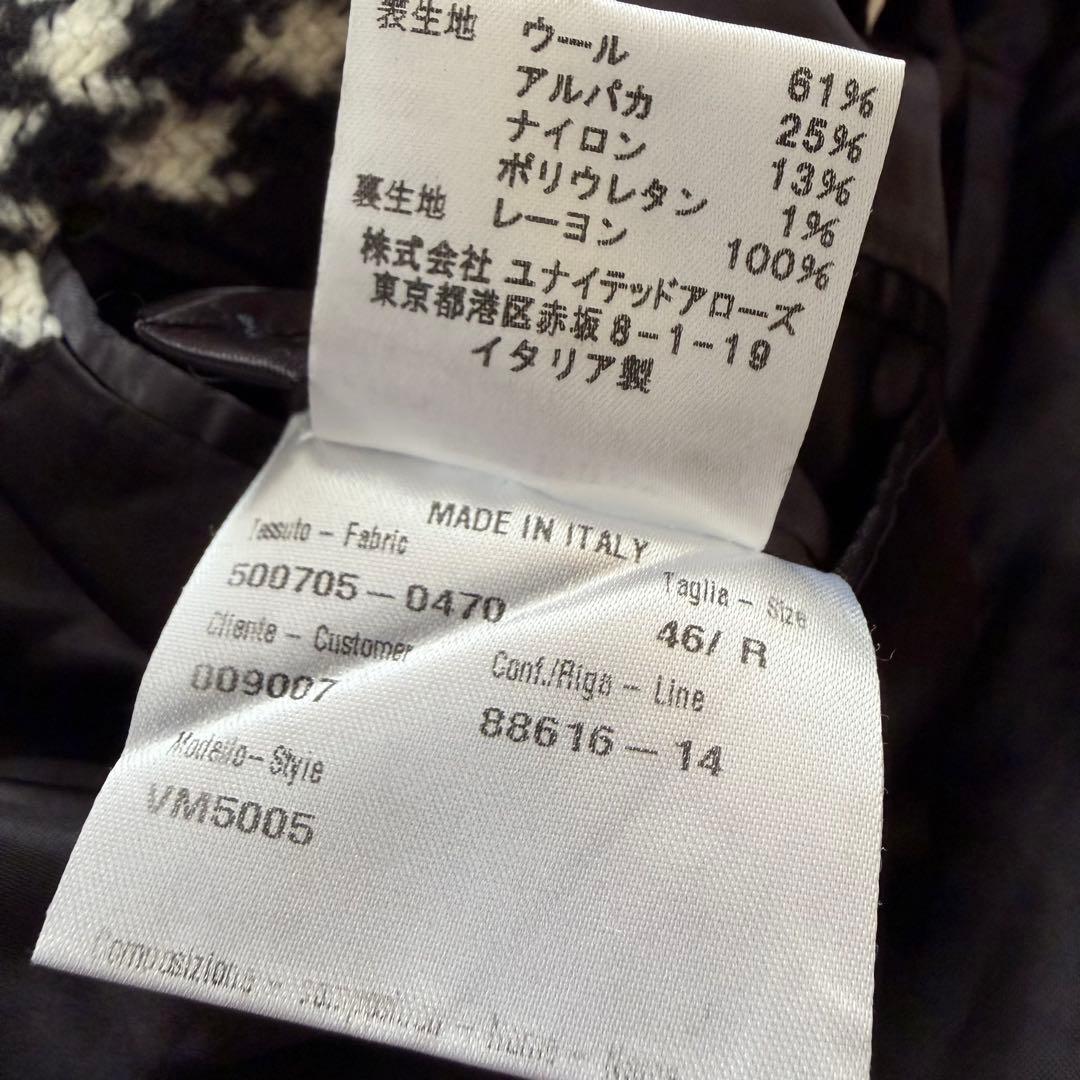 表生地 ウール 61%
アルパカ 25%
ナイロン 13%
ポリウレタン 1%
裏生地 レーヨン 100%
株式会社 ユナイテッドアローズ
東京都港区赤坂8-1-19
イタリア製
MADE IN ITALY
Tessuto - Fabric
500705-0470
Taglia - Size
46/ R
Cliente - Customer
009007
Conf./Riga - Line
88616-14
Modello-Style
VM5005
Composizione -